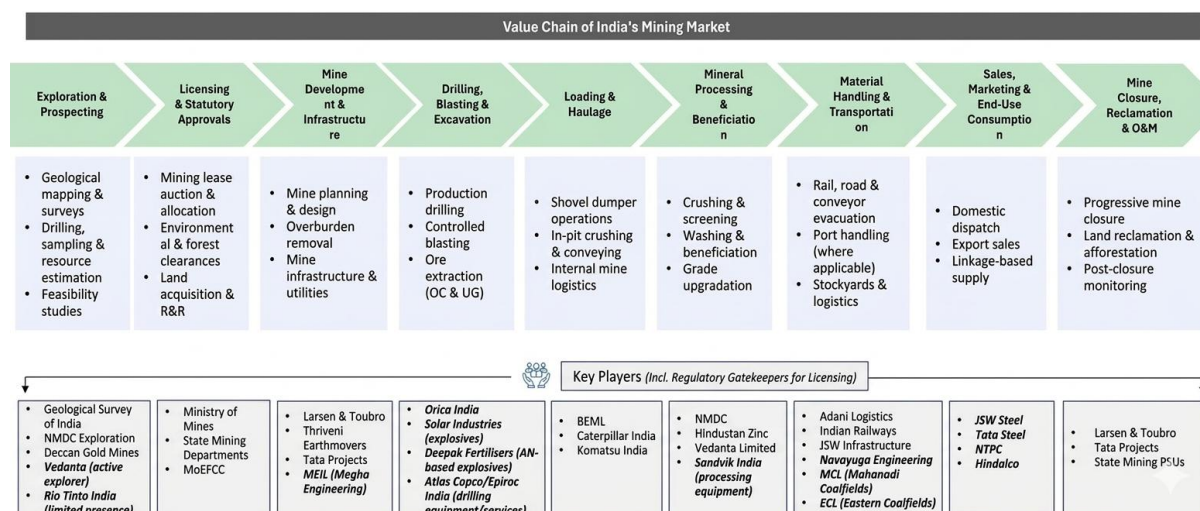 Value Chain of India's Mining Market
Exploration &
Prospecting
Licensing
& Statutory
Approvals
Mine
Developme
nt &
Infrastructu
re
Drilling,
Blasting &
Excavation
Loading &
Haulage
Mineral
Processing
&
Beneficiatio
n
Material
Handling &
Transportati
on
Sales,
Marketing &
End-Use
Consumptio
n
Mine
Closure,
Reclamation
& O&M
• Geological
mapping &
surveys
• Drilling,
sampling &
resource
estimation
• Feasibility
studies
• Mining lease
auction &
allocation
• Environment
al & forest
clearances
• Land
acquisition &
R&R
• Mine planning
& design
• Overburden
removal
• Mine
infrastructure &
utilities
• Production
drilling
• Controlled
blasting
• Ore
extraction
(OC & UG)
• Shovel dumper
operations
• In-pit crushing
& conveying
• Internal mine
logistics
• Crushing &
screening
• Washing &
beneficiation
• Grade
upgradation
• Rail, road &
conveyor
evacuation
• Port handling
(where
applicable)
• Stockyards &
logistics
• Domestic
dispatch
• Export sales
• Linkage-based
supply
• Progressive mine
closure
• Land reclamation &
afforestation
• Post-closure
monitoring
Key Players (Incl. Regulatory Gatekeepers for Licensing)
• Geological Survey
of India
• NMDC Exploration
• Deccan Gold Mines
• Vedanta (active
explorer)
• Rio Tinto India
(limited presence)
• Ministry of
Mines
• State Mining
Departments
• MoEFCC
• Larsen & Toubro
• Thriveni
Earthmovers
• Tata Projects
• MEIL (Megha
Engineering)
• Orica India
• Solar Industries
(explosives)
• Deepak Fertilisers (AN-
based explosives)
• Atlas Copco/Epiroc
India (drilling
equipment/services)
• BEML
• Caterpillar India
• Komatsu India
• NMDC
• HIndustan Zinc
• Vedanta Limited
• Sandvik India
(processing
equipment)
• Adani Logistics
• Indian Railways
• JSW Infrastructure
• Navayuga Engineering
• MCL (Mahanadi
Coalfields)
• ECL (Eastern Coalfields)
• JSW Steel
• Tata Steel
• NTPC
• Hindalco
• Larsen & Toubro
• Tata Projects
• State Mining PSUs